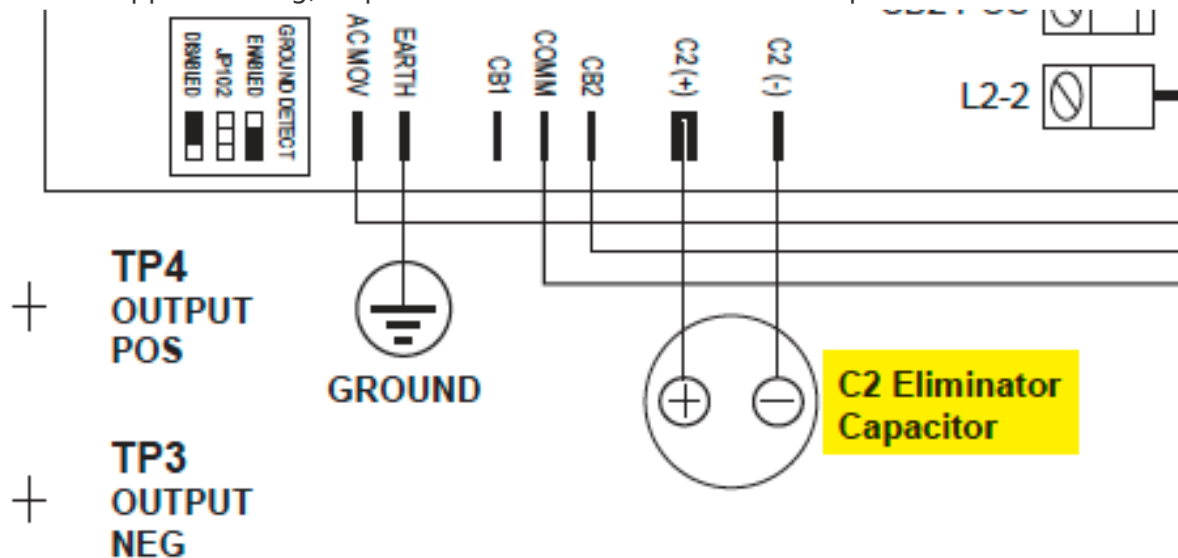 GROUND DETECT
ENABLED
JP102
DISABLED
AC MOV
EARTH
CB1
COMM
CB2
C2 (+)
C2 (-)
L2-2
TP4
OUTPUT
POS
GROUND
C2 Eliminator
Capacitor
TP3
OUTPUT
NEG